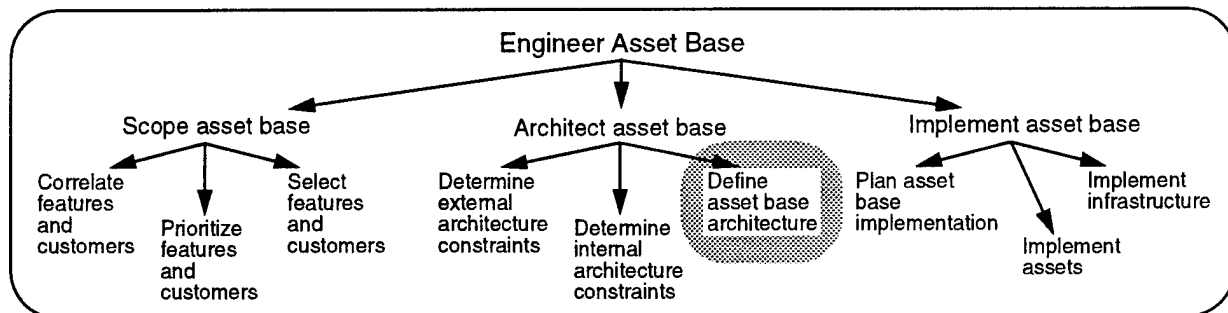 Engineer Asset Base
Scope asset base
Architect asset base
Implement asset base
Correlate
features
and
customers
Prioritize
features
and
customers
Select
features
and
customers
Determine
external
architecture
constraints
Determine
internal
architecture
constraints
Define
asset base
architecture
Plan asset
base
implementation
Implement
assets
Implement
infrastructure